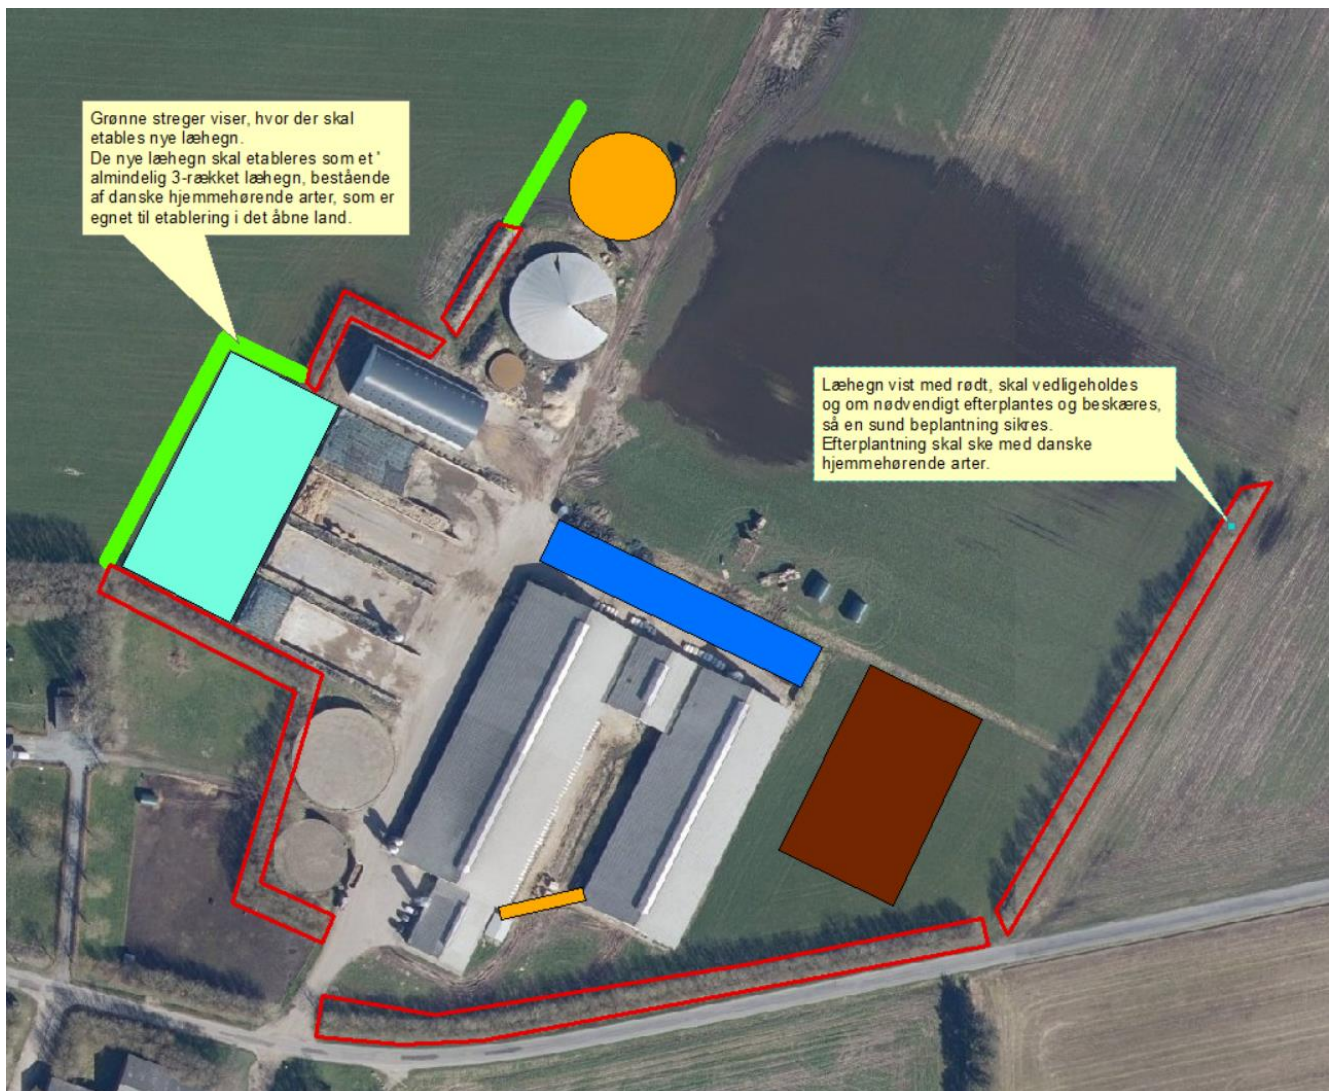 Grønne streger viser, hvor der skal
etables nye læhegn.
De nye læhegn skal etableres som et '
almindelig 3-rækket læhegn, bestående
af danske hjemmehørende arter, som er
egnet til etablering i det åbne land.
Læhegn vist med rødt, skal vedligeholdes
og om nødvendigt efterplantes og beskæres,
så en sund beplantning sikres.
Efterplantning skal ske med danske
hjemmehørende arter.